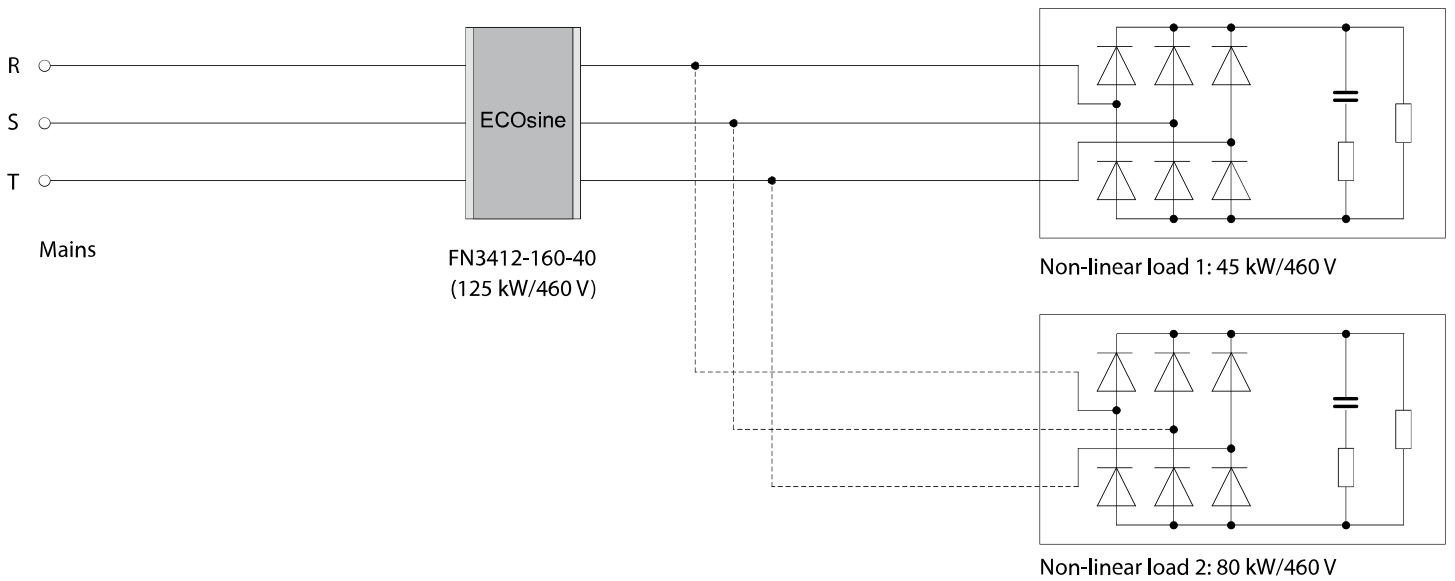 R
S
T
Mains
ECOsine
FN3412-160-40
(125 kW/460 V)
Non-linear load 1: 45 kW/460 V
Non-linear load 2: 80 kW/460 V